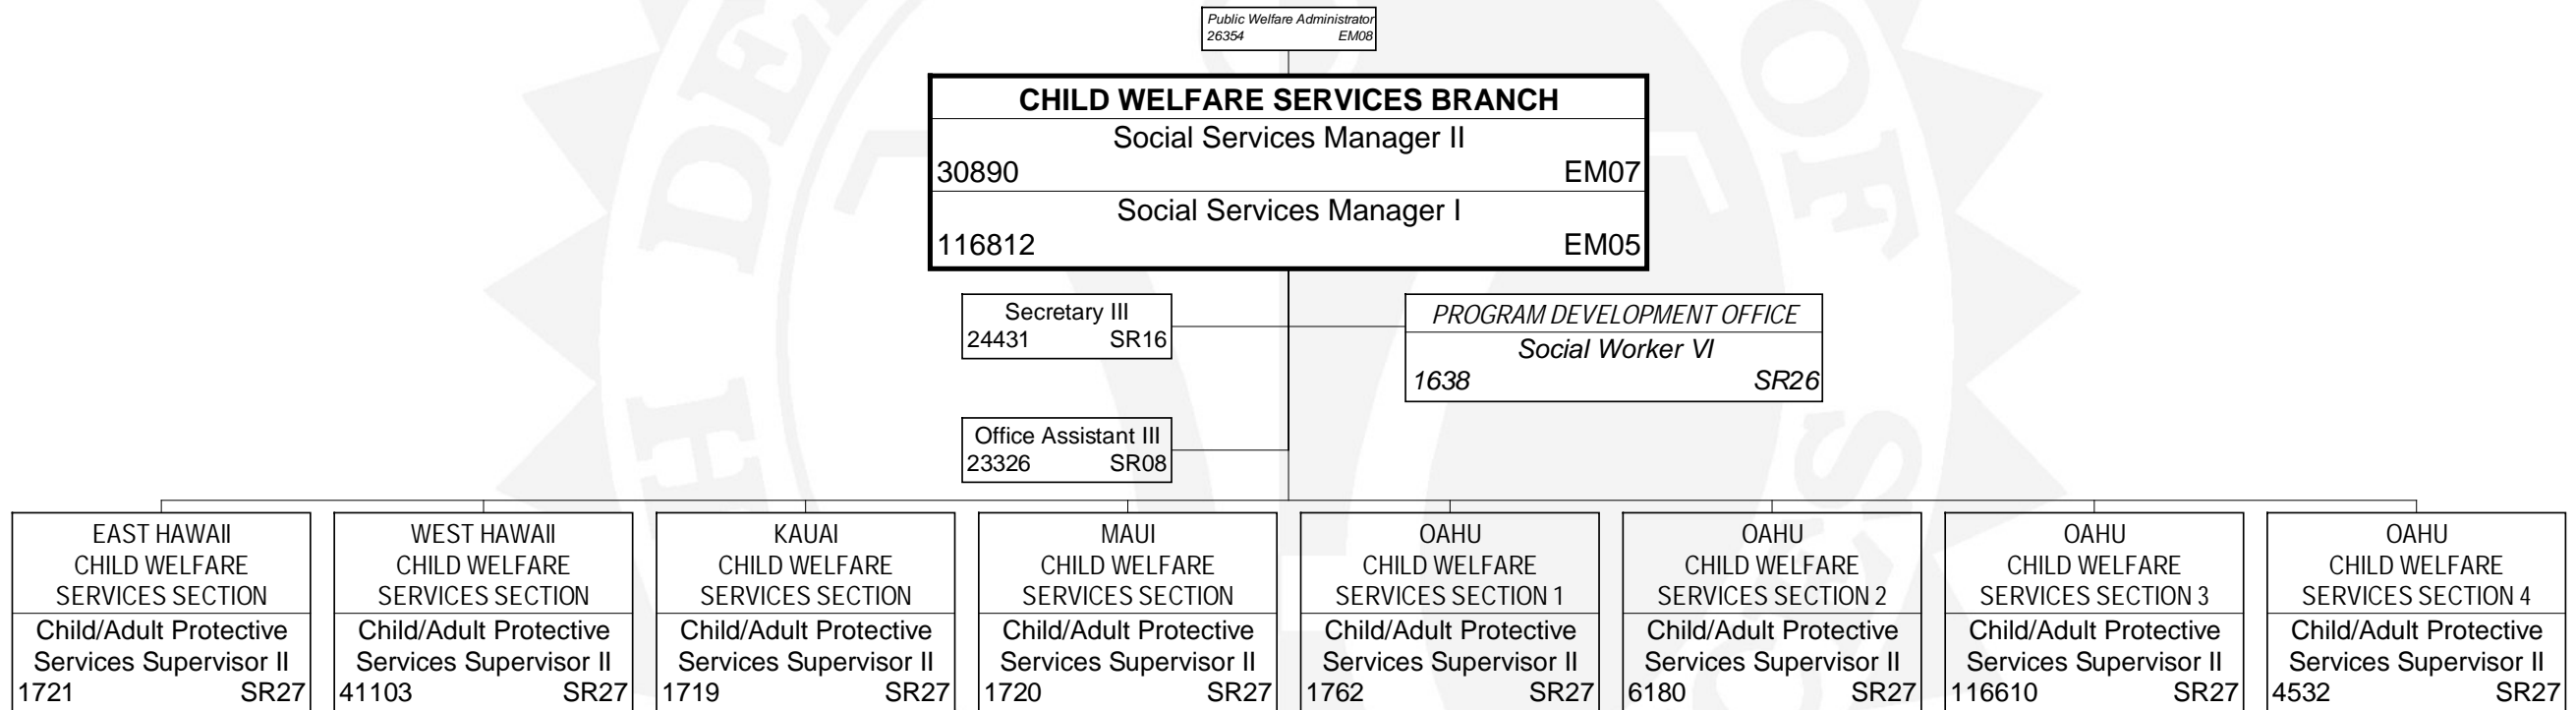 Public Welfare Administrator
26354 EM08
CHILD WELFARE SERVICES BRANCH
Social Services Manager II
30890 EM07
Social Services Manager I
116812 EM05
Secretary III
24431 SR16
PROGRAM DEVELOPMENT OFFICE
Social Worker VI
1638 SR26
Office Assistant III
23326 SR08
EAST HAWAII
CHILD WELFARE
SERVICES SECTION
Child/Adult Protective
Services Supervisor II
1721 SR27
WEST HAWAII
CHILD WELFARE
SERVICES SECTION
Child/Adult Protective
Services Supervisor II
41103 SR27
KAUAI
CHILD WELFARE
SERVICES SECTION
Child/Adult Protective
Services Supervisor II
1719 SR27
MAUI
CHILD WELFARE
SERVICES SECTION
Child/Adult Protective
Services Supervisor II
1720 SR27
OAHU
CHILD WELFARE
SERVICES SECTION 1
Child/Adult Protective
Services Supervisor II
1762 SR27
OAHU
CHILD WELFARE
SERVICES SECTION 2
Child/Adult Protective
Services Supervisor II
6180 SR27
OAHU
CHILD WELFARE
SERVICES SECTION 3
Child/Adult Protective
Services Supervisor II
116610 SR27
OAHU
CHILD WELFARE
SERVICES SECTION 4
Child/Adult Protective
Services Supervisor II
4532 SR27